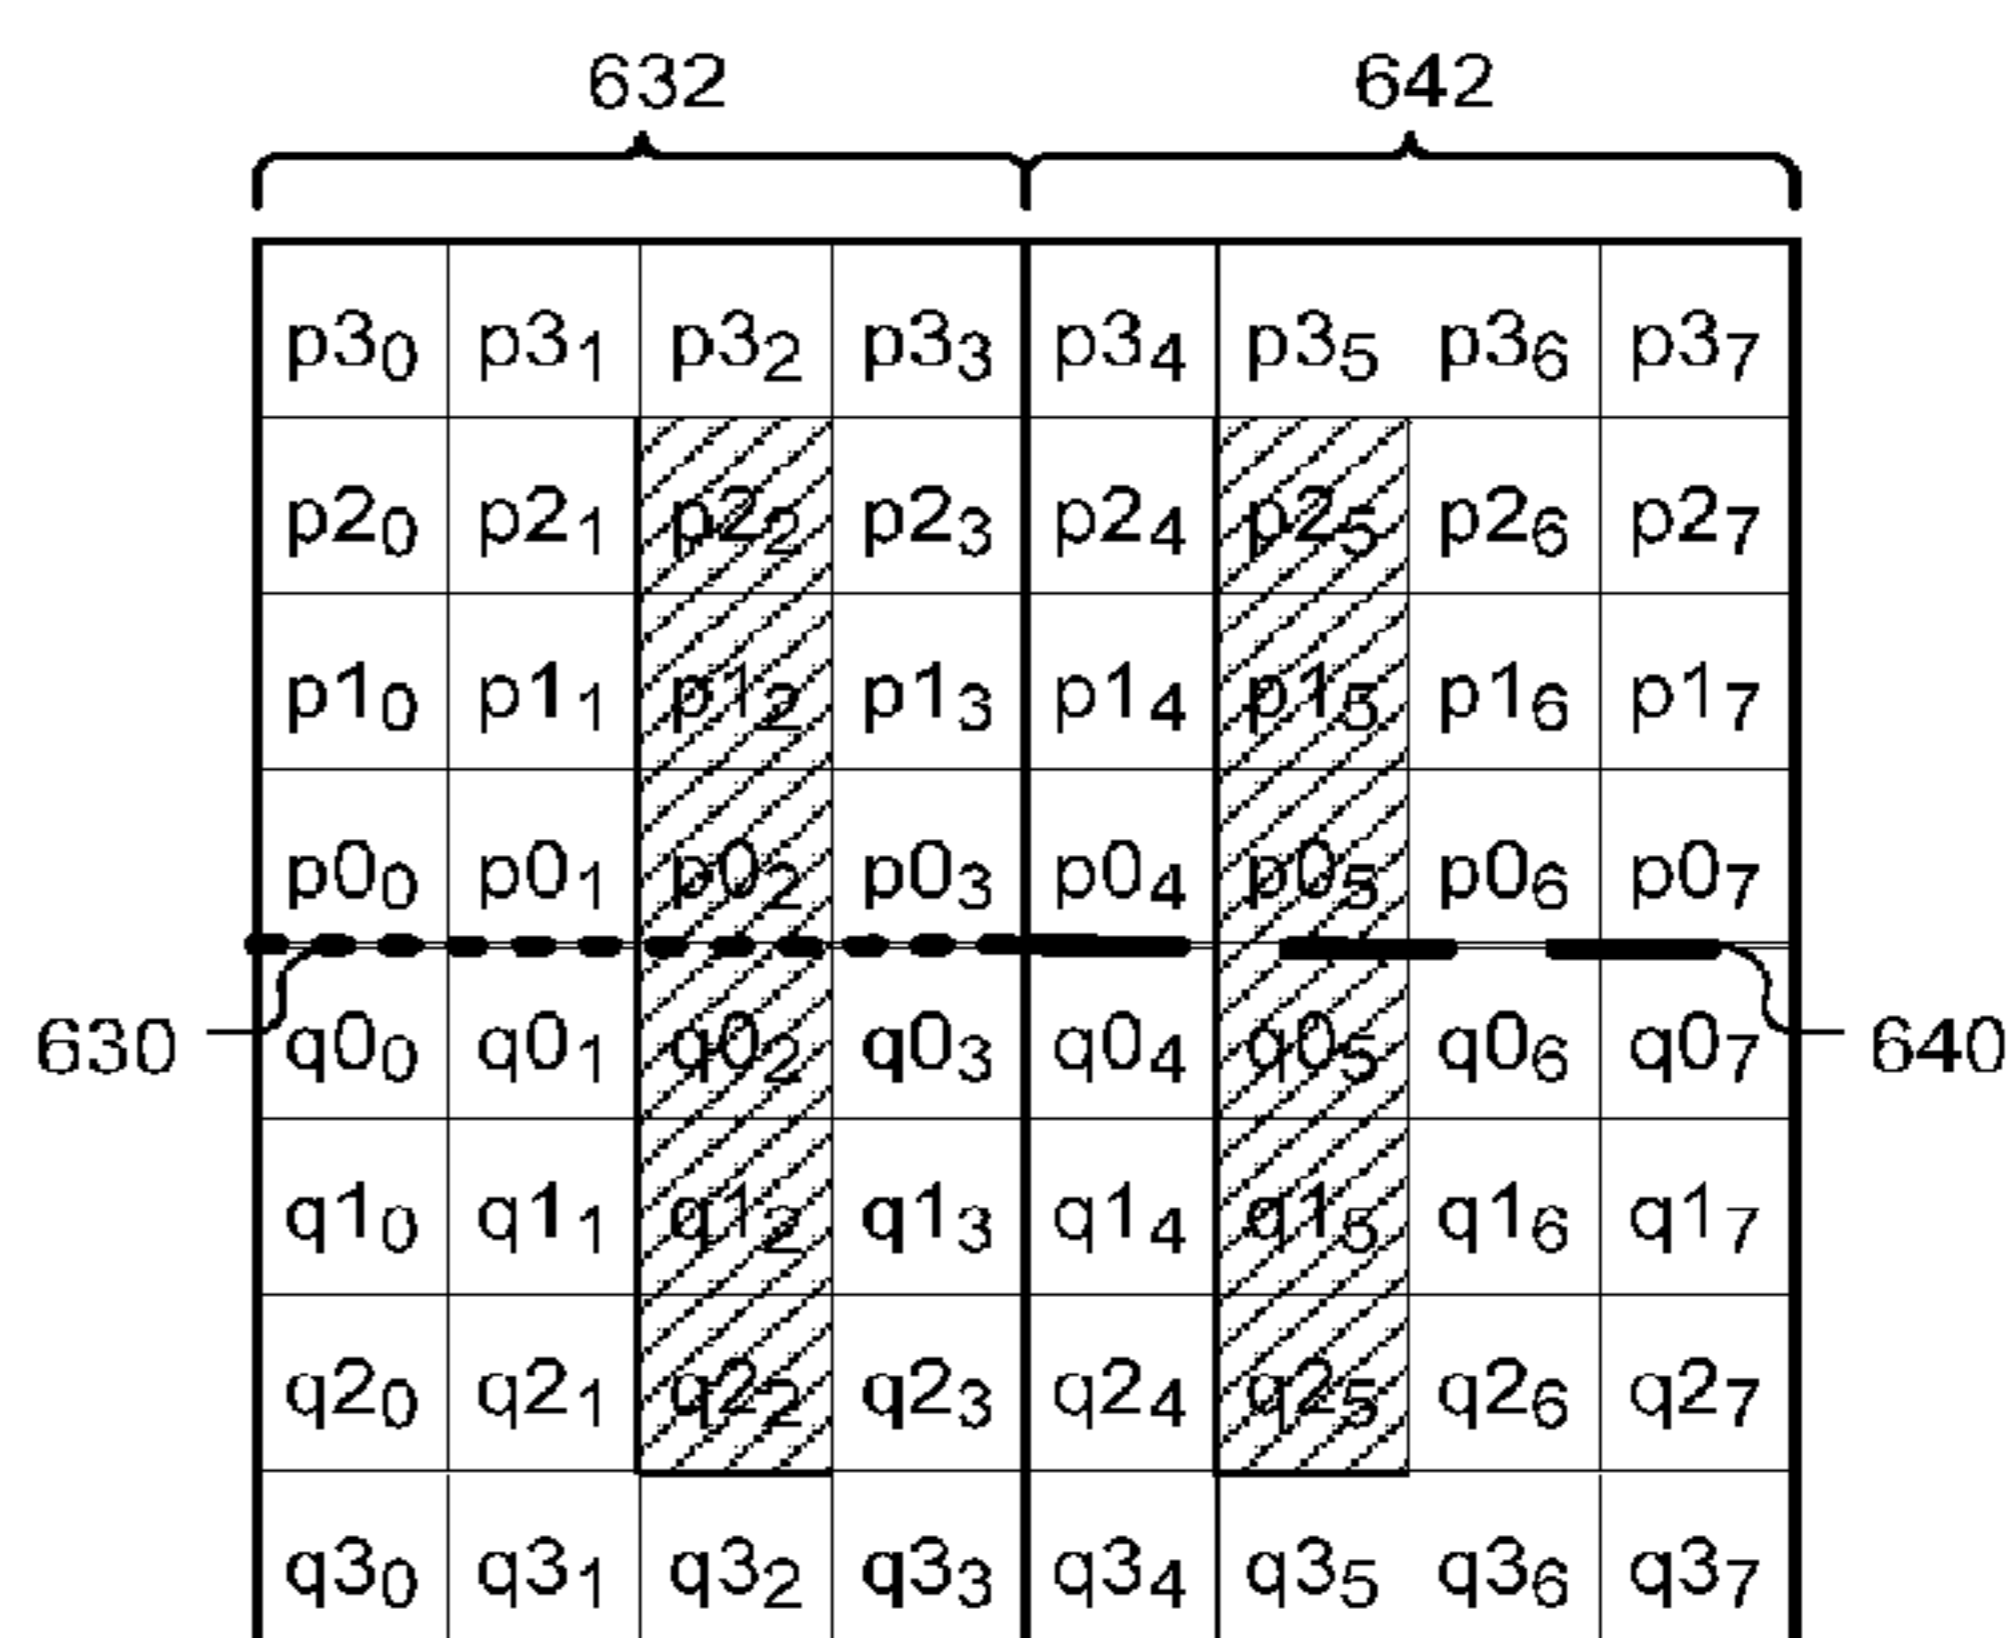 632 642
p3₀ p3₁ p3₂ p3₃ p3₄ p3₅ p3₆ p3₇
p2₀ p2₁ p2₂ p2₃ p2₄ p2₅ p2₆ p2₇
p1₀ p1₁ p1₂ p1₃ p1₄ p1₅ p1₆ p1₇
p0₀ p0₁ p0₂ p0₃ p0₄ p0₅ p0₆ p0₇
630 q0₀ q0₁ q0₂ q0₃ q0₄ q0₅ q0₆ q0₇ 640
q1₀ q1₁ q1₂ q1₃ q1₄ q1₅ q1₆ q1₇
q2₀ q2₁ q2₂ q2₃ q2₄ q2₅ q2₆ q2₇
q3₀ q3₁ q3₂ q3₃ q3₄ q3₅ q3₆ q3₇